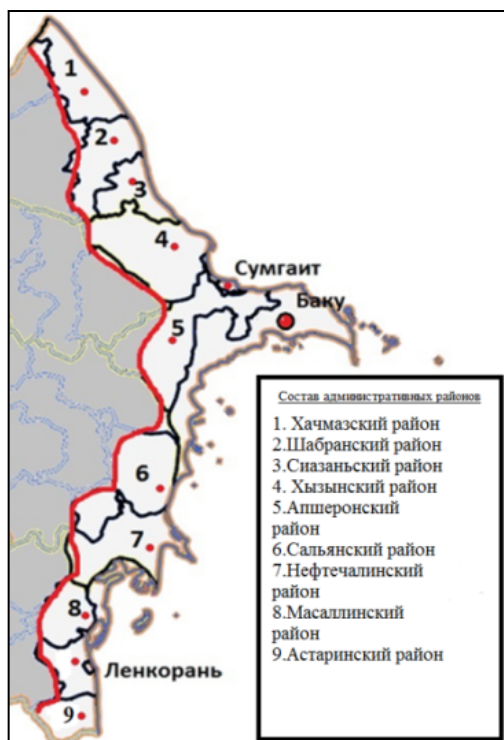 1
2
3
4
Сумгаит
Баку
5
6
7
8
Ленкорань
9
Состав административных районов
1. Хачмазский район
2.Шабранский район
3.Сиазаньский район
4. Хызынский район
5.Апшеронский
район
6.Сальянский район
7.Нефтечалинский
район
8.Масаллинский
район
9.Астаринский район